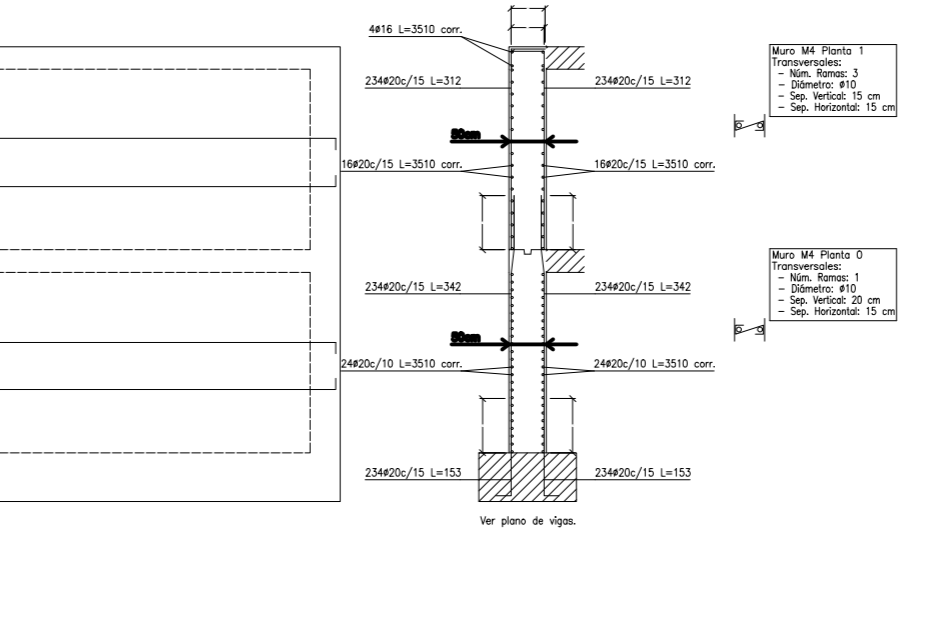 4ø16 L=3510 corr.
234ø20c/15 L=312
234ø20c/15 L=312
50cm
16ø20c/15 L=3510 corr.
16ø20c/15 L=3510 corr.
234ø20c/15 L=342
234ø20c/15 L=342
50cm
24ø20c/10 L=3510 corr.
24ø20c/10 L=3510 corr.
234ø20c/15 L=153
234ø20c/15 L=153
Ver plano de vigas.
Muro M4 Planta 1
Transversales:
- Núm. Ramas: 3
- Diámetro: ø10
- Sep. Vertical: 15 cm
- Sep. Horizontal: 15 cm
Muro M4 Planta 0
Transversales:
- Núm. Ramas: 1
- Diámetro: ø10
- Sep. Vertical: 20 cm
- Sep. Horizontal: 15 cm